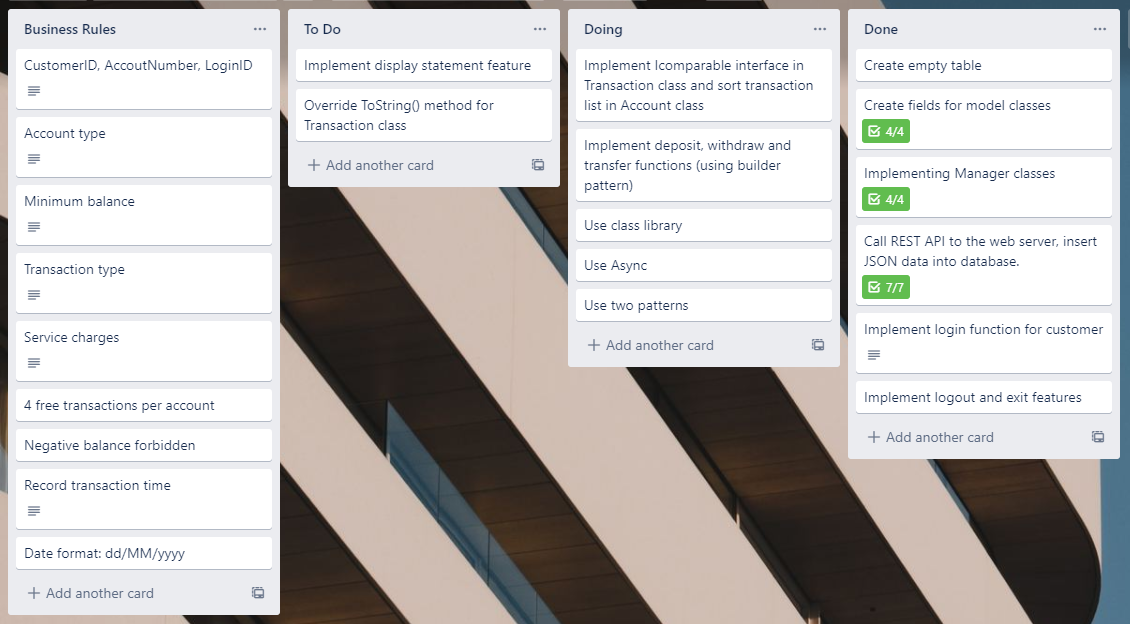 Business Rules
CustomerID, AccoutNumber, LoginID
Account type
Minimum balance
Transaction type
Service charges
4 free transactions per account
Negative balance forbidden
Record transaction time
Date format: dd/MM/yyyy
Add another card
To Do
Implement display statement feature
Override ToString() method for
Transaction class
Add another card
Doing
Implement Icomparable interface in
Transaction class and sort transaction
list in Account class
Implement deposit, withdraw and
transfer functions (using builder
pattern)
Use class library
Use Async
Use two patterns
Add another card
Done
Create empty table
Create fields for model classes
4/4
Implementing Manager classes
4/4
Call REST API to the web server, insert
JSON data into database.
7/7
Implement login function for customer
Implement logout and exit features
Add another card